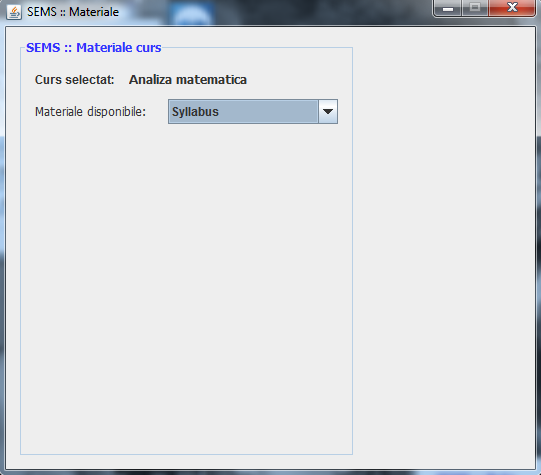 SEMS :: Materiale
SEMS :: Materiale curs
Curs selectat: Analiza matematica
Materiale disponibile: Syllabus